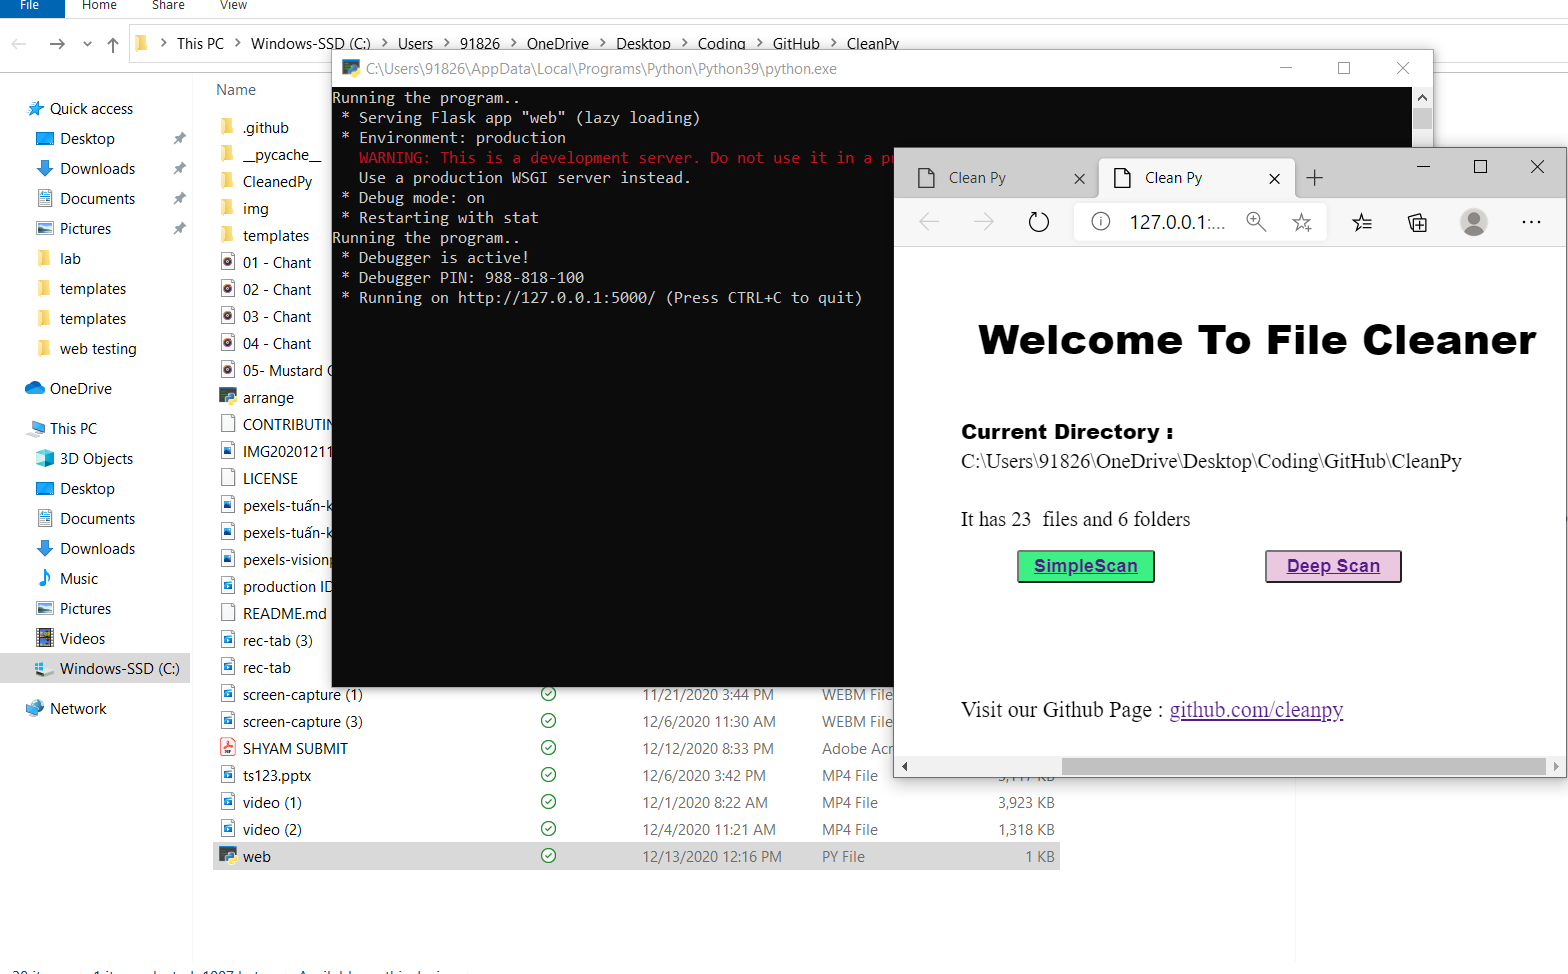 File Home Share View
This PC > Windows-SSD (C:) > Users > 91826 > OneDrive > Desktop > Coding > GitHub > CleanPy
C:\Users\91826\AppData\Local\Programs\Python\Python39\python.exe
Quick access
Desktop
Downloads
Documents
Pictures
lab
templates
templates
web testing
OneDrive
This PC
3D Objects
Desktop
Documents
Downloads
Music
Pictures
Videos
Windows-SSD (C:)
Network
Name
.github
__pycache__
CleanedPy
img
templates
01 - Chant
02 - Chant
03 - Chant
04 - Chant
05- Mustard
arrange
CONTRIBUTIN
IMG20201211
LICENSE
pexels-tuấn-k
pexels-tuấn-k
pexels-vision
production ID
README.md
rec-tab (3)
rec-tab
screen-capture (1) 11/21/2020 3:44 PM WEBM File
screen-capture (3) 12/6/2020 11:30 AM WEBM File
SHYAM SUBMIT 12/12/2020 8:33 PM Adobe Acr
ts123.pptx 12/6/2020 3:42 PM MP4 File KB
video (1) 12/1/2020 8:22 AM MP4 File 3,923 KB
video (2) 12/4/2020 11:21 AM MP4 File 1,318 KB
web 12/13/2020 12:16 PM PY File 1 KB
Running the program..
* Serving Flask app "web" (lazy loading)
* Environment: production
WARNING: This is a development server. Do not use it in a
Use a production WSGI server instead.
* Debug mode: on
* Restarting with stat
Running the program..
* Debugger is active!
* Debugger PIN: 988-818-100
* Running on http://127.0.0.1:5000/ (Press CTRL+C to quit)
Clean Py
Clean Py
127.0.0.1:...
Welcome To File Cleaner
Current Directory :
C:\Users\91826\OneDrive\Desktop\Coding\GitHub\CleanPy
It has 23 files and 6 folders
SimpleScan Deep Scan
Visit our Github Page : github.com/cleanpy